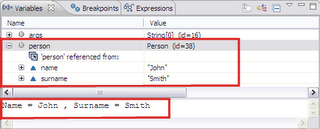 Variables Breakpoints Expressions
Name Value
args String[0] (id=16)
person Person (id=38)
'person' referenced from:
name "John"
surname "Smith"
Name = John , Surname = Smith